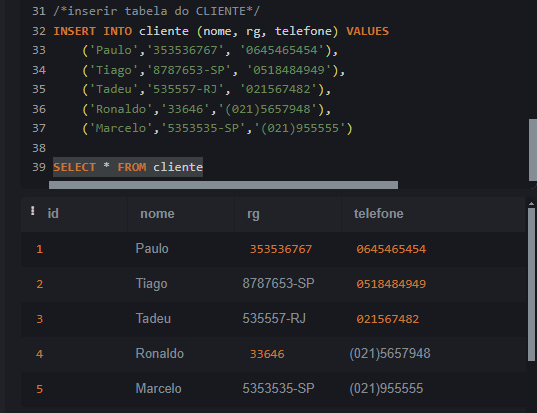 31 /*inserir tabela do CLIENTE*/
32 INSERT INTO cliente (nome, rg, telefone) VALUES
33     ('Paulo','353536767', '0645465454'),
34     ('Tiago','8787653-SP', '0518484949'),
35     ('Tadeu','535557-RJ', '021567482'),
36     ('Ronaldo','33646','(021)5657948'),
37     ('Marcelo','5353535-SP','(021)955555')
38
39 SELECT * FROM cliente
id nome rg telefone
1 Paulo 353536767 0645465454
2 Tiago 8787653-SP 0518484949
3 Tadeu 535557-RJ 021567482
4 Ronaldo 33646 (021)5657948
5 Marcelo 5353535-SP (021)955555